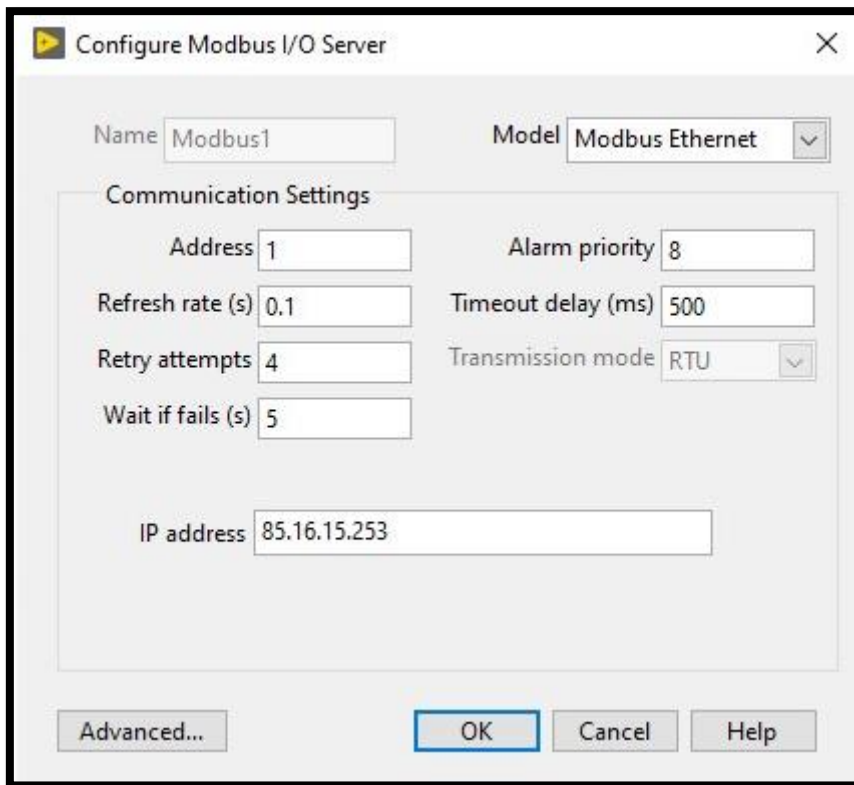 Configure Modbus I/O Server
Name Modbus1 Model Modbus Ethernet
Communication Settings
Address 1 Alarm priority 8
Refresh rate (s) 0.1 Timeout delay (ms) 500
Retry attempts 4 Transmission mode RTU
Wait if fails (s) 5
IP address 85.16.15.253
Advanced... OK Cancel Help